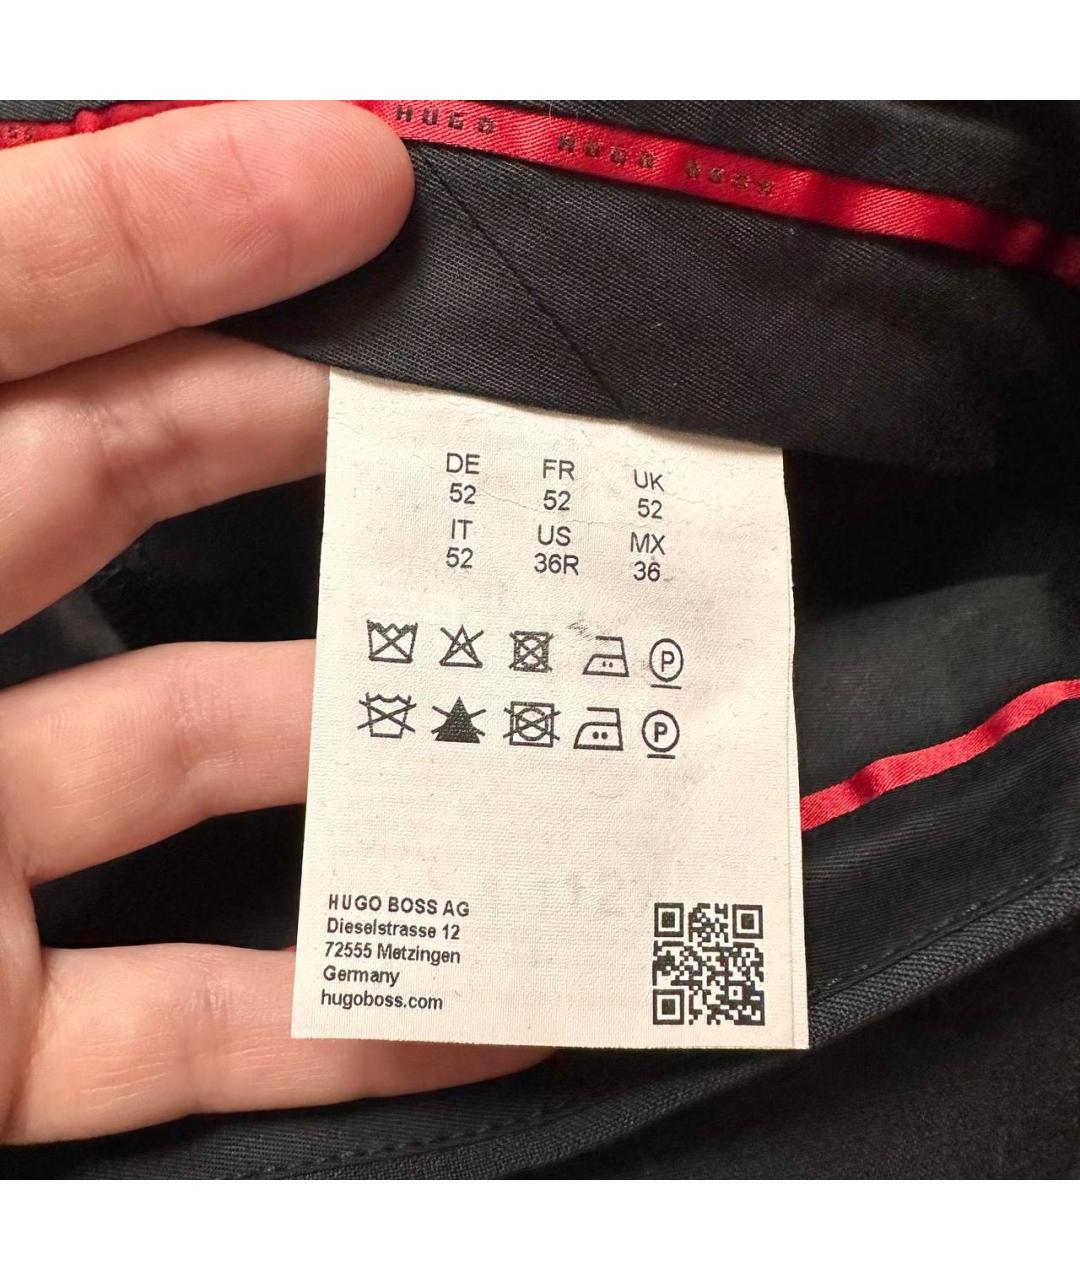 HUGO
HUGO BOSS
DE FR UK
52 52 52
IT US MX
52 36R 36
P
P
HUGO BOSS AG
Dieselstrasse 12
72555 Metzingen
Germany
hugoboss.com